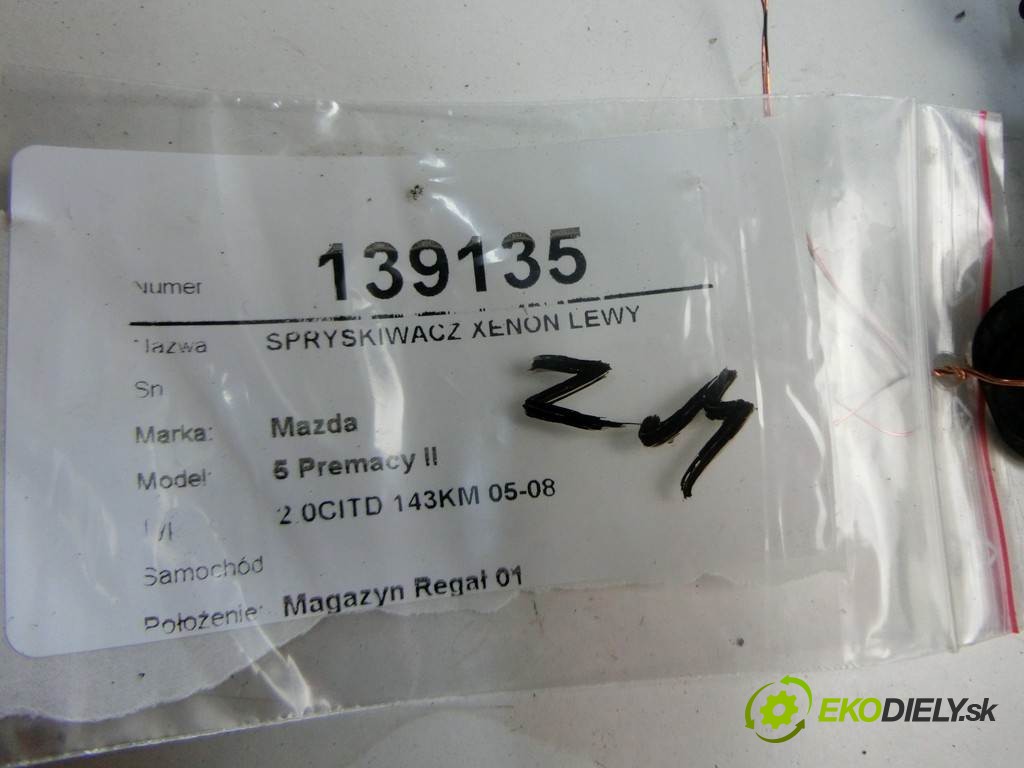 Numer 139135
Nazwa SPRYSKIWACZ XENON LEWY
Sn
Marka: Mazda
Model: 5 Premacy II
Typ 2.0CITD 143KM 05-08
Samochód
Położenie: Magazyn Regał 01
EKODIELY.sk